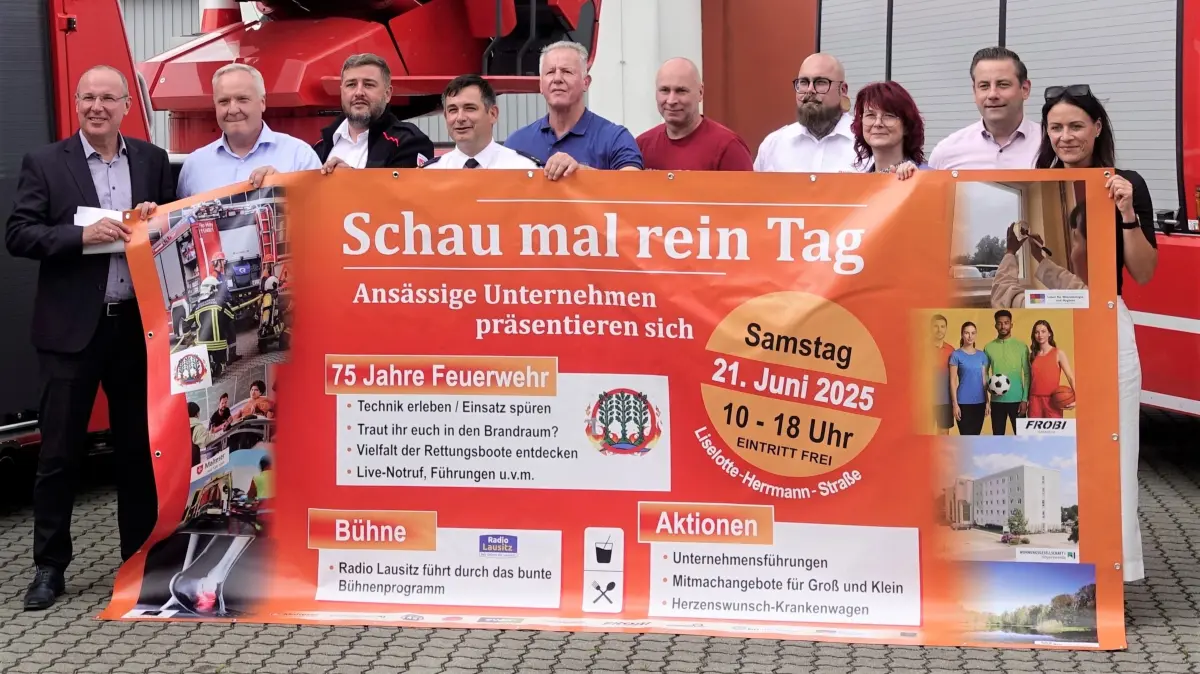 Schau mal rein Tag
Ansässige Unternehmen
präsentieren sich
Samstag
21. Juni 2025
10 - 18 Uhr
EINTRITT FREI
Liselotte-Herrmann-Straße
75 Jahre Feuerwehr
• Technik erleben / Einsatz spüren
• Traut ihr euch in den Brandraum?
• Vielfalt der Rettungsboote entdecken
• Live-Notruf, Führungen u.v.m.
Bühne
Radio
Lausitz
• Radio Lausitz führt durch das bunte
Bühnenprogramm
Aktionen
• Unternehmensführungen
• Mitmachangebote für Groß und Klein
• Herzenswunsch-Krankenwagen
Malteser
FROBI
FROBI